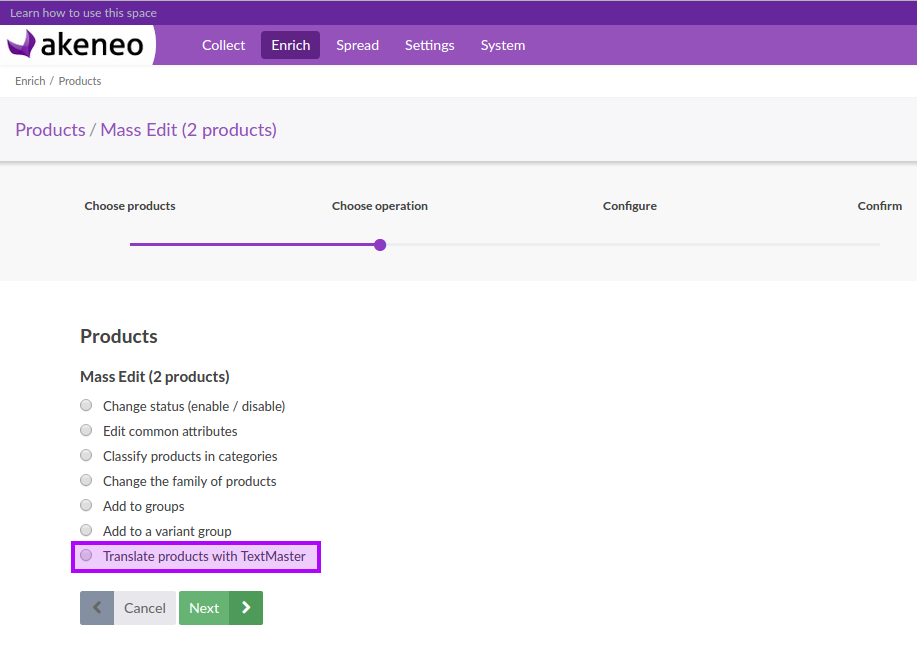 Learn how to use this space
akeneo Collect Enrich Spread Settings System
Enrich / Products
Products / Mass Edit (2 products)
Choose products Choose operation Configure Confirm
Products
Mass Edit (2 products)
Change status (enable / disable)
Edit common attributes
Classify products in categories
Change the family of products
Add to groups
Add to a variant group
Translate products with TextMaster
Cancel Next